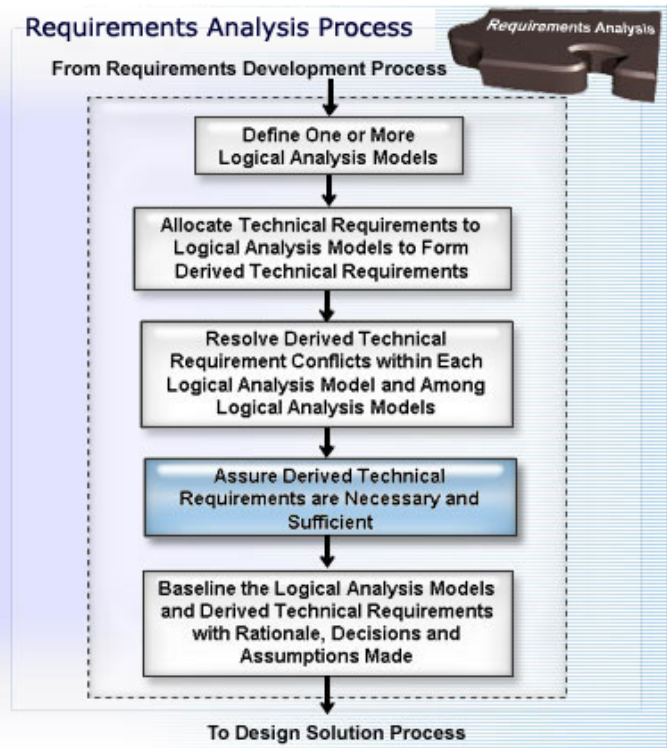 Requirements Analysis Process
Requirements Analysis
From Requirements Development Process
Define One or More
Logical Analysis Models
Allocate Technical Requirements to
Logical Analysis Models to Form
Derived Technical Requirements
Resolve Derived Technical
Requirement Conflicts within Each
Logical Analysis Model and Among
Logical Analysis Models
Assure Derived Technical
Requirements are Necessary and
Sufficient
Baseline the Logical Analysis Models
and Derived Technical Requirements
with Rationale, Decisions and
Assumptions Made
To Design Solution Process